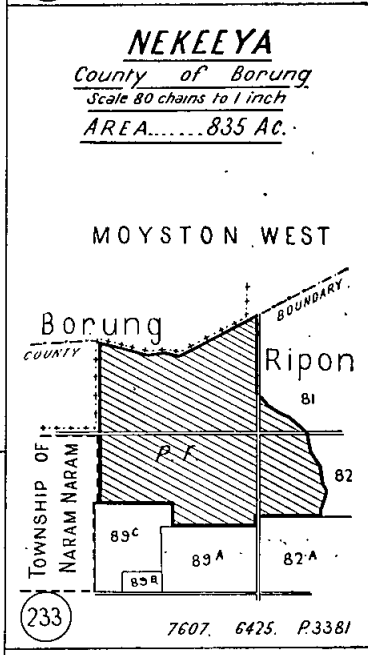 NEKEEYA
County of Borung
Scale 80 chains to 1 inch
AREA.......835 Ac.
MOYSTON WEST
BOUNDARY.
Borung
COUNTY
Ripon
81
P. F.
82
TOWNSHIP OF
NARAM NARAM
89C
89B
89A
82·A
233
7607. 6425. P.3381